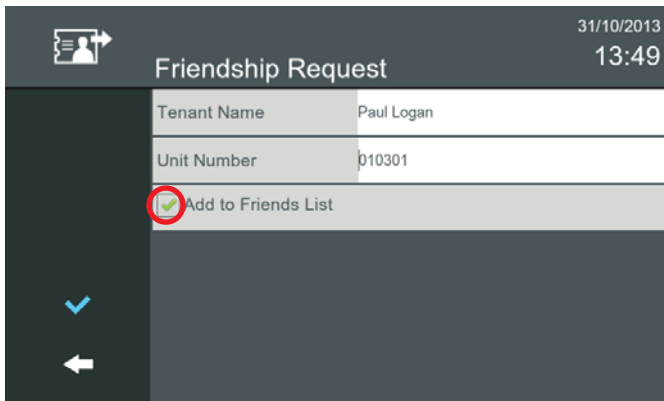 31/10/2013
13:49
Friendship Request
Tenant Name Paul Logan
Unit Number 010301
Add to Friends List